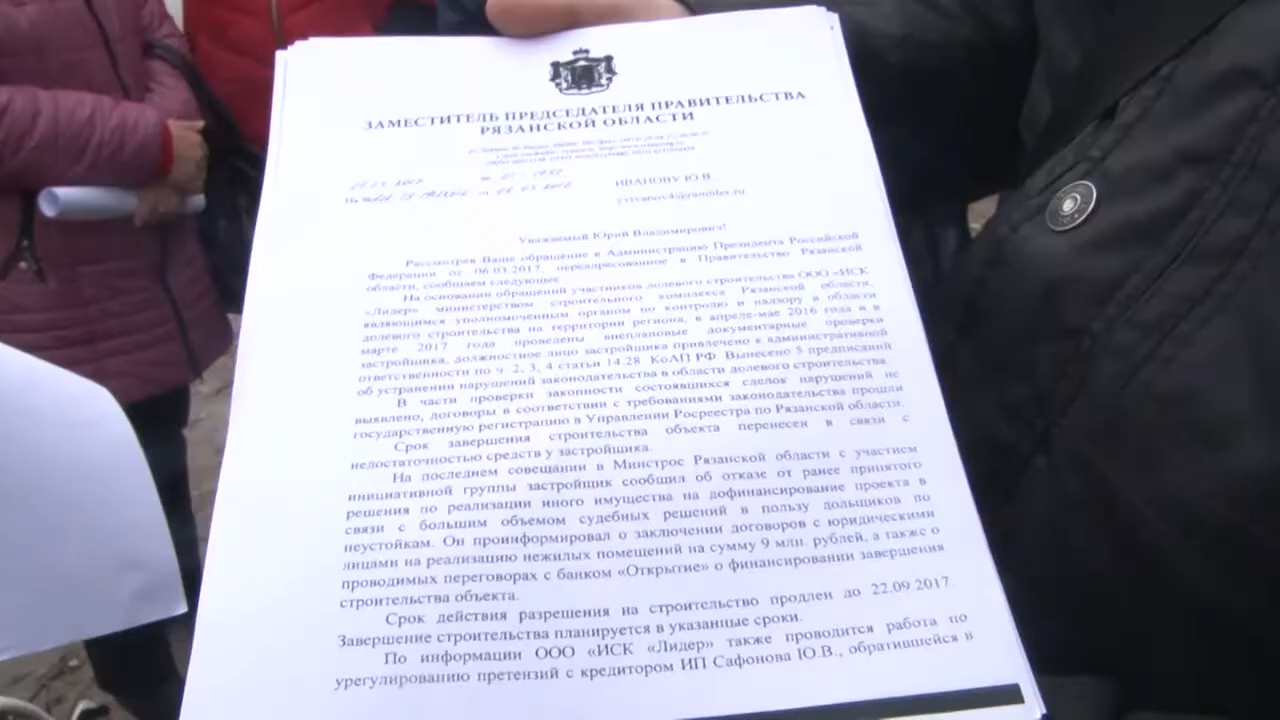 ЗАМЕСТИТЕЛЬ ПРЕДСЕДАТЕЛЯ ПРАВИТЕЛЬСТВА
РЯЗАНСКОЙ ОБЛАСТИ
ИВАНОВУ Ю.В.
Уважаемый Юрий Владимирович!
Рассмотрев Ваше обращение в Администрацию Президента Российской
Федерации от 06.03.2017, переадресованное в Правительство Рязанской
области, сообщаем следующее.
На основании обращений участников долевого строительства ООО «ИСК
«Лидер» министерством строительного комплекса Рязанской области,
являющимся уполномоченным органом по контролю и надзору в области
долевого строительства на территории региона, в апреле-мае 2016 года и в
марте 2017 года проведены внеплановые документарные проверки
застройщика, должностное лицо застройщика привлечено к административной
ответственности по ч. 2, 3, 4 статьи 14.28 КоАП РФ. Вынесено 5 предписаний
об устранении нарушений законодательства в области долевого строительства
В части проверки законности состоявшихся сделок нарушений не
выявлено, договоры в соответствии с требованиями законодательства прошли
государственную регистрацию в Управлении Росреестра по Рязанской области.
Срок завершения строительства объекта перенесен в связи с
недостаточностью средств у застройщика.
На последнем совещании в Минстрое Рязанской области с участием
инициативной группы застройщик сообщил об отказе от ранее принятого
решения по реализации иного имущества на дофинансирование проекта в
связи с большим объемом судебных решений в пользу дольщиков по
неустойкам. Он проинформировал о заключении договоров с юридическими
лицами на реализацию нежилых помещений на сумму 9 млн. рублей, а также о
проводимых переговорах с банком «Открытие» о финансировании завершения
строительства объекта.
Срок действия разрешения на строительство продлен до 22.09.2017.
Завершение строительства планируется в указанные сроки.
По информации ООО «ИСК «Лидер» также проводится работа по
урегулированию претензий с кредитором ИП Сафонова Ю.В., обратившейся в